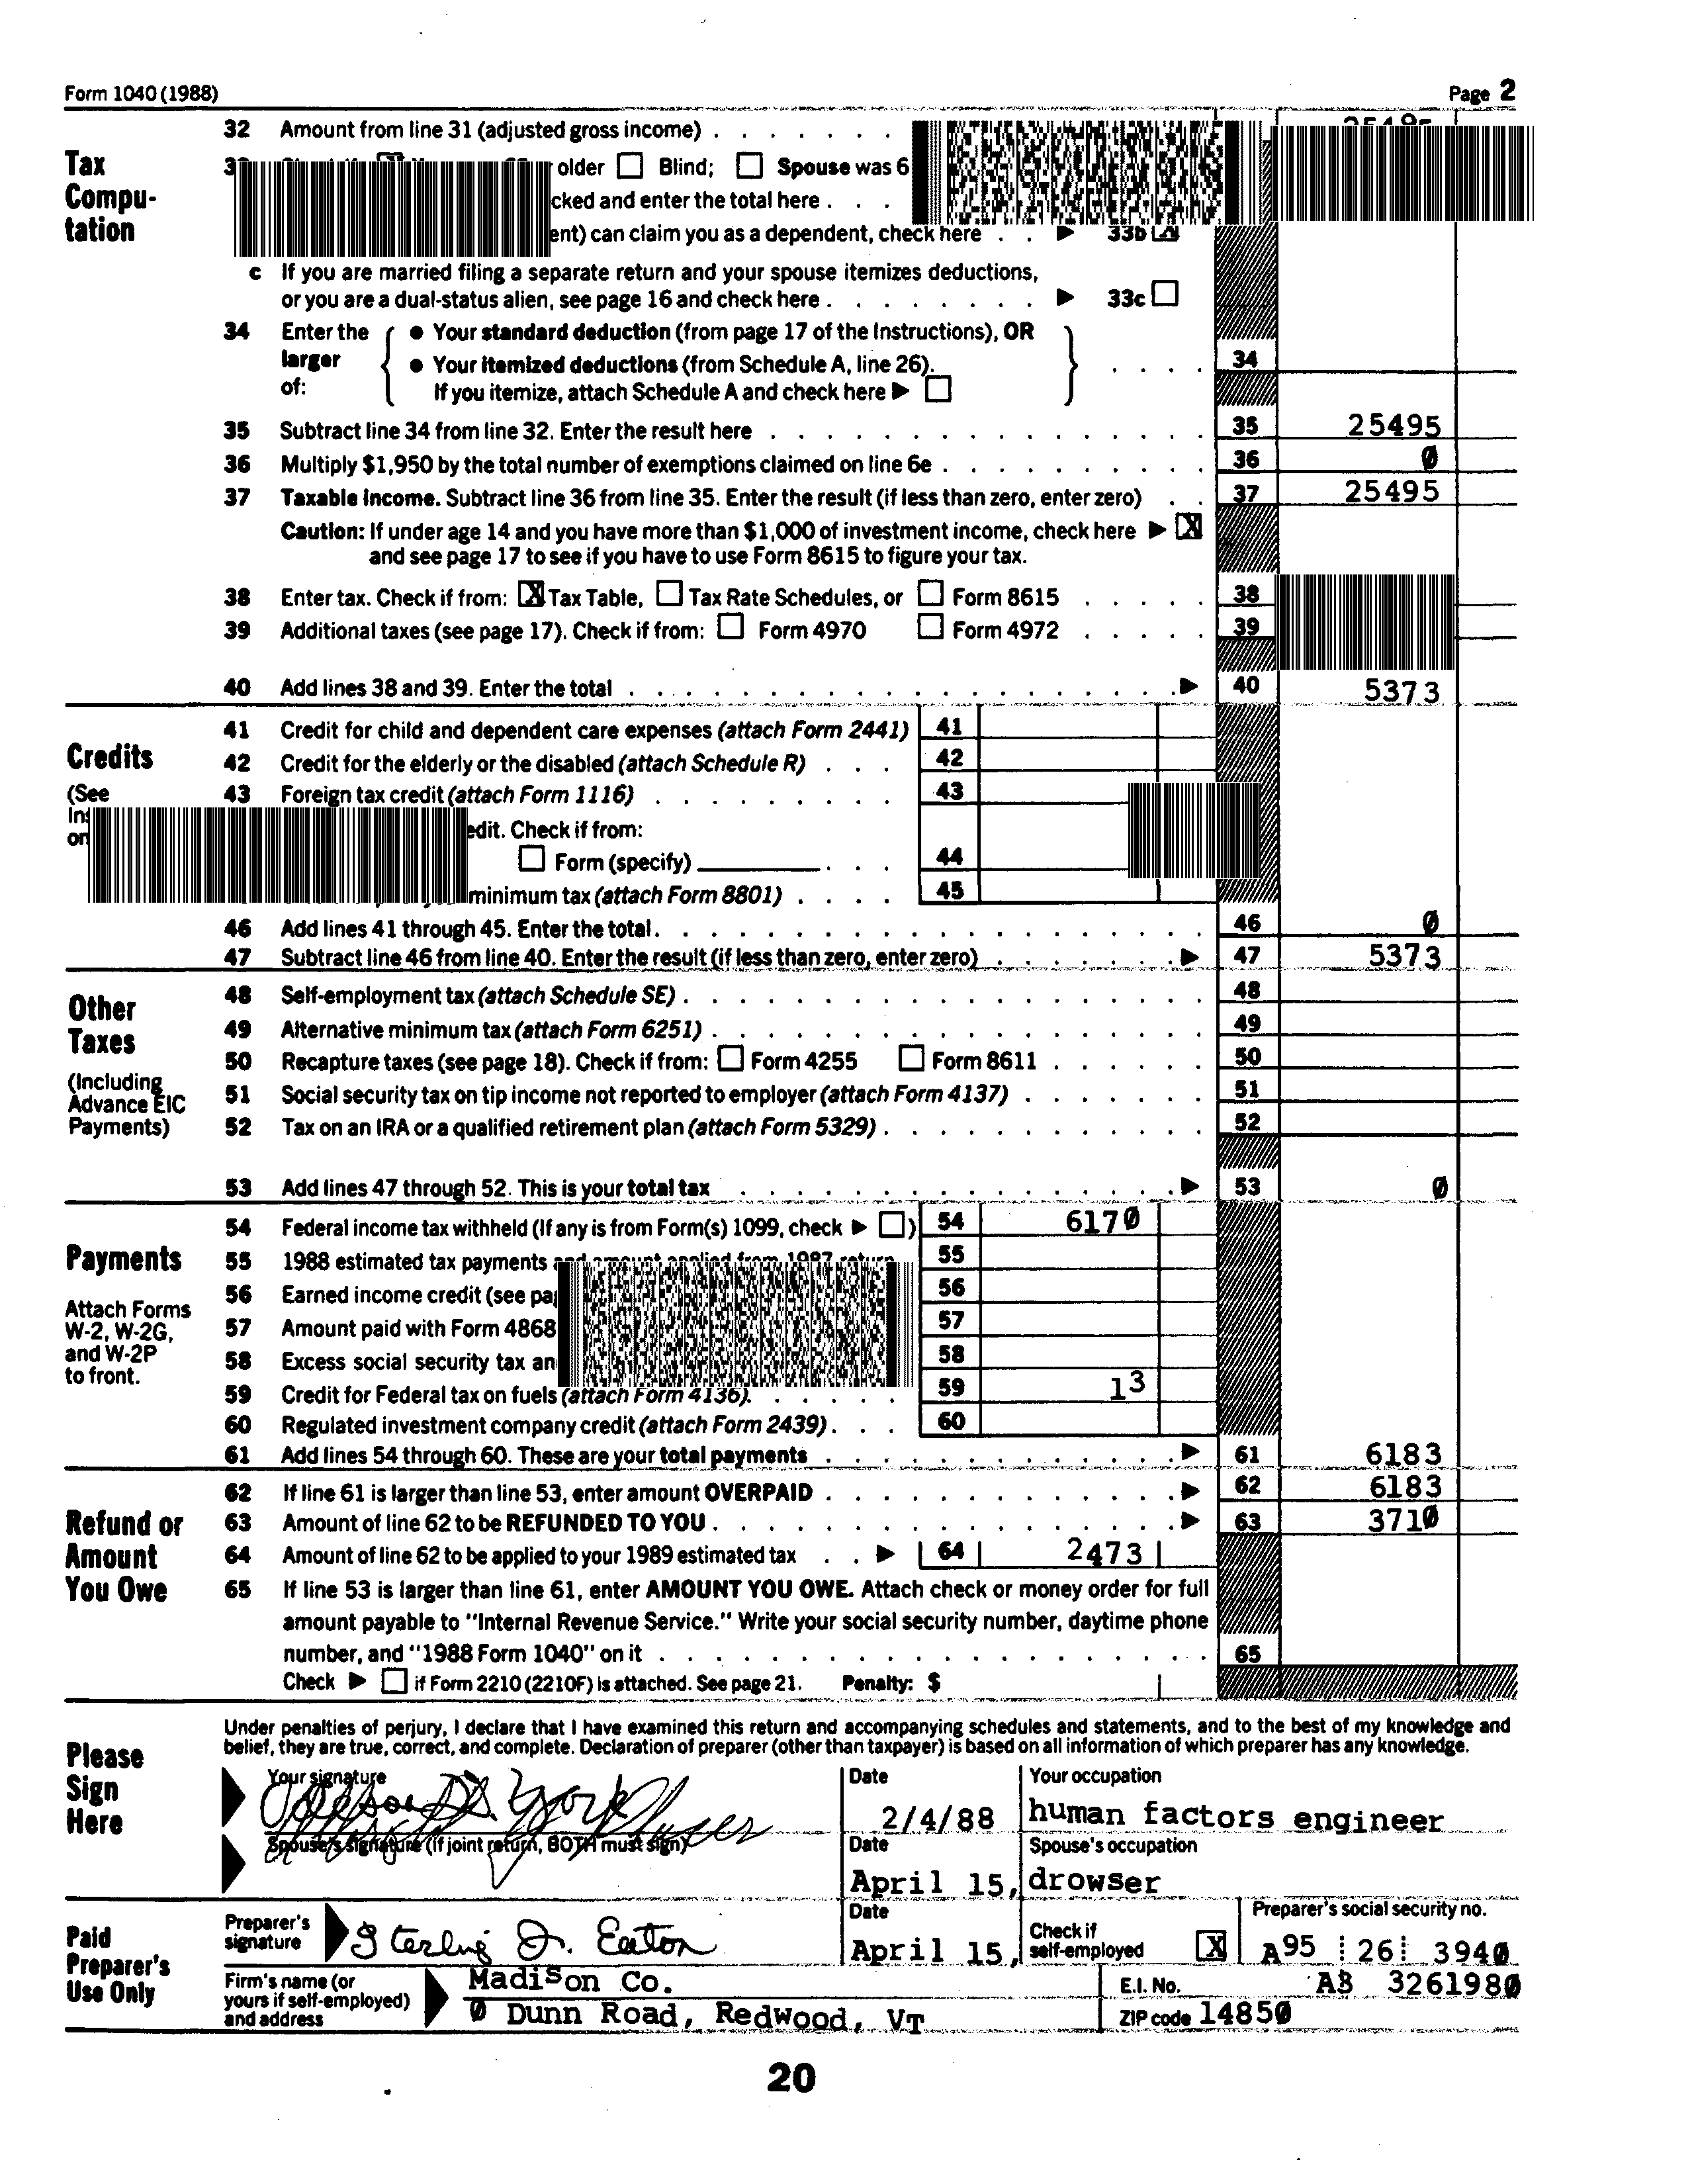 Form 1040 (1988) Page 2
32 Amount from line 31 (adjusted gross income)
Tax Compu- tation
older Blind; Spouse was 6
cked and enter the total here
ent) can claim you as a dependent, check here 33b X
c If you are married filing a separate return and your spouse itemizes deductions,
or you are a dual-status alien, see page 16 and check here 33c
34 Enter the larger of:
• Your standard deduction (from page 17 of the Instructions), OR
• Your itemized deductions (from Schedule A, line 26).
If you itemize, attach Schedule A and check here
34
35 Subtract line 34 from line 32. Enter the result here 35 25495
36 Multiply $1,950 by the total number of exemptions claimed on line 6e 36 0
37 Taxable income. Subtract line 36 from line 35. Enter the result (if less than zero, enter zero) 37 25495
Caution: If under age 14 and you have more than $1,000 of investment income, check here X
and see page 17 to see if you have to use Form 8615 to figure your tax.
38 Enter tax. Check if from: X Tax Table, Tax Rate Schedules, or Form 8615 38
39 Additional taxes (see page 17). Check if from: Form 4970 Form 4972 39
40 Add lines 38 and 39. Enter the total 40 5373
Credits
(See
41 Credit for child and dependent care expenses (attach Form 2441) 41
42 Credit for the elderly or the disabled (attach Schedule R) 42
43 Foreign tax credit (attach Form 1116) 43
edit. Check if from:
Form (specify) 44
minimum tax (attach Form 8801) 45
46 Add lines 41 through 45. Enter the total 46 0
47 Subtract line 46 from line 40. Enter the result (if less than zero, enter zero) 47 5373
Other Taxes
(Including Advance EIC Payments)
48 Self-employment tax (attach Schedule SE) 48
49 Alternative minimum tax (attach Form 6251) 49
50 Recapture taxes (see page 18). Check if from: Form 4255 Form 8611 50
51 Social security tax on tip income not reported to employer (attach Form 4137) 51
52 Tax on an IRA or a qualified retirement plan (attach Form 5329) 52
53 Add lines 47 through 52. This is your total tax 53 0
Payments
Attach Forms W-2, W-2G, and W-2P to front.
54 Federal income tax withheld (If any is from Form(s) 1099, check ) 54 6170
55 1988 estimated tax payments and amount applied from 1987 return 55
56 Earned income credit (see pa 56
57 Amount paid with Form 4868 57
58 Excess social security tax an 58
59 Credit for Federal tax on fuels (attach Form 4136). 59 13
60 Regulated investment company credit (attach Form 2439) 60
61 Add lines 54 through 60. These are your total payments 61 6183
Refund or Amount You Owe
62 If line 61 is larger than line 53, enter amount OVERPAID 62 6183
63 Amount of line 62 to be REFUNDED TO YOU 63 3710
64 Amount of line 62 to be applied to your 1989 estimated tax 64 2473
65 If line 53 is larger than line 61, enter AMOUNT YOU OWE. Attach check or money order for full
amount payable to "Internal Revenue Service." Write your social security number, daytime phone
number, and "1988 Form 1040" on it 65
Check if Form 2210 (2210F) is attached. See page 21. Penalty: $
Please Sign Here
Under penalties of perjury, I declare that I have examined this return and accompanying schedules and statements, and to the best of my knowledge and
belief, they are true, correct, and complete. Declaration of preparer (other than taxpayer) is based on all information of which preparer has any knowledge.
Your signature Date Your occupation
York 2/4/88 human factors engineer
Spouse's signature (if joint return, BOTH must sign) Date Spouse's occupation
April 15, drowser
Paid Preparer's Use Only
Preparer's signature Sterling D. Eaton
Date April 15,
Check if self-employed X
Preparer's social security no. A95 26 3940
Firm's name (or yours if self-employed) and address
Madison Co.
0 Dunn Road, Redwood, VT
E.I. No. AB 3261980
ZIP code 14850
20